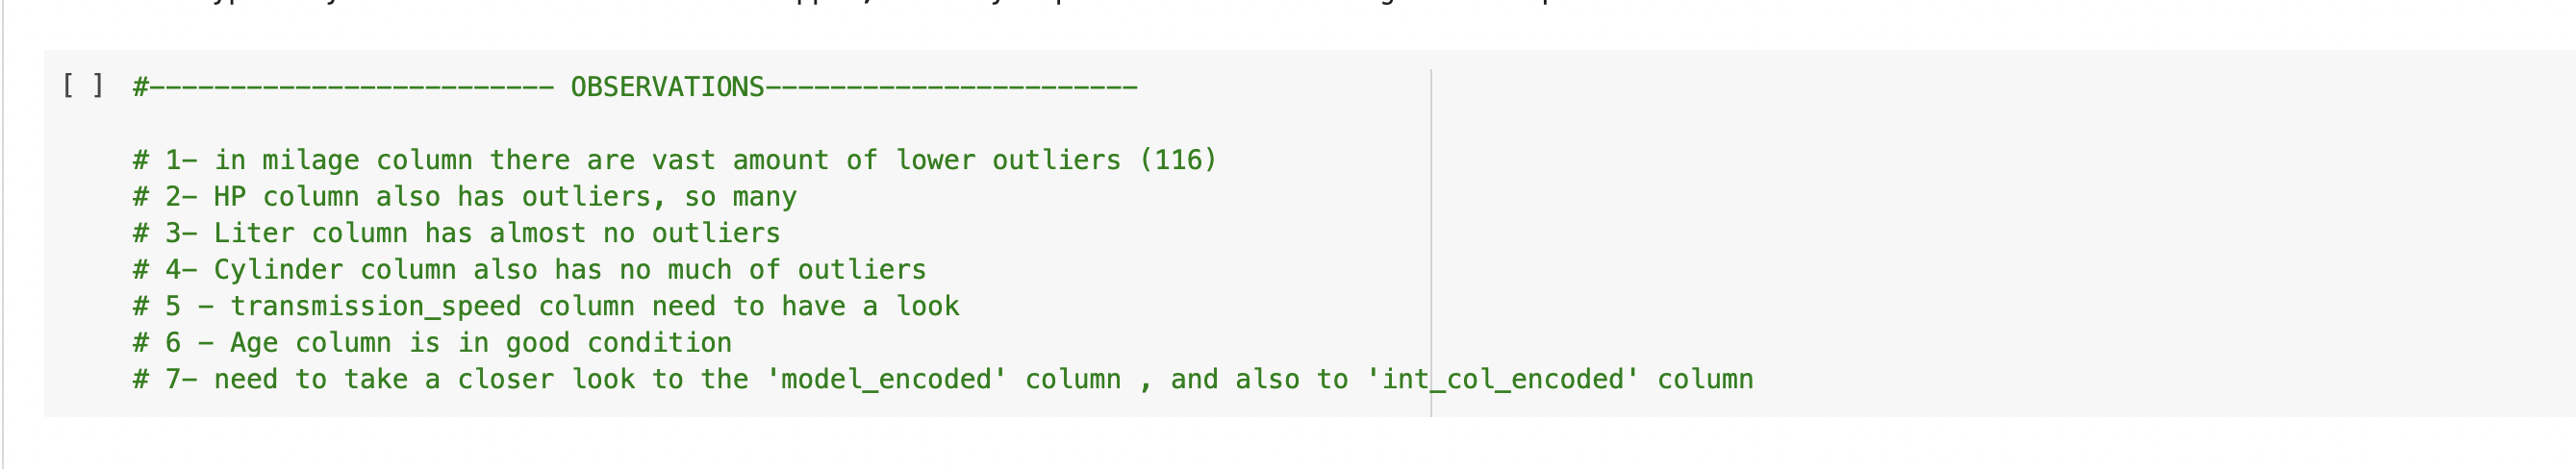 [ ] #------------------------- OBSERVATIONS-----------------------
# 1- in milage column there are vast amount of lower outliers (116)
# 2- HP column also has outliers, so many
# 3- Liter column has almost no outliers
# 4- Cylinder column also has no much of outliers
# 5 - transmission_speed column need to have a look
# 6 - Age column is in good condition
# 7- need to take a closer look to the 'model_encoded' column , and also to 'int_col_encoded' column